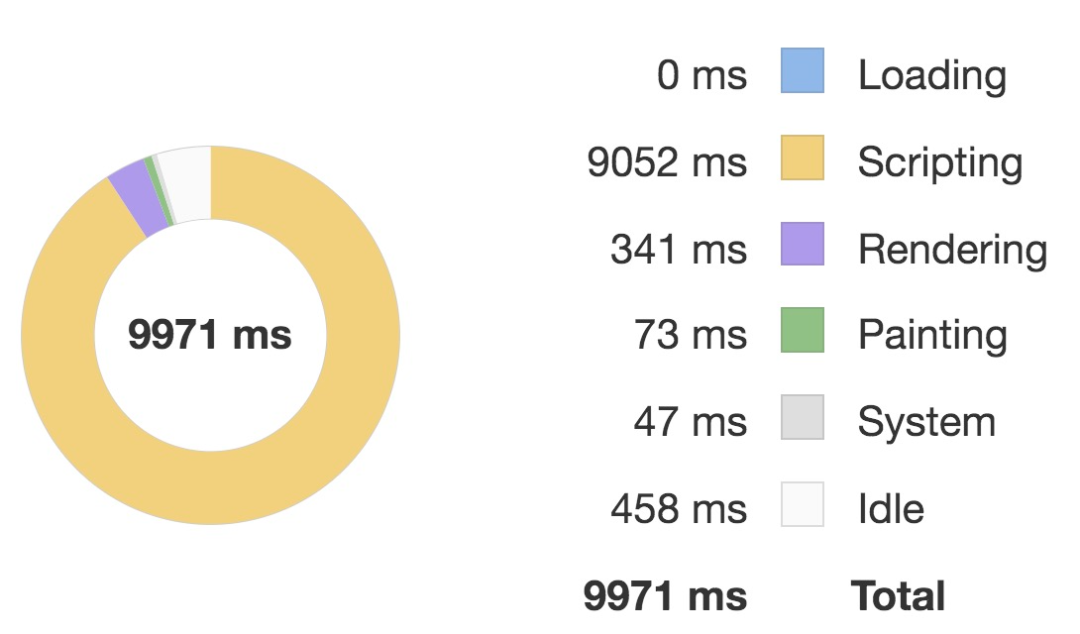 0 ms Loading
9052 ms Scripting
341 ms Rendering
9971 ms
73 ms Painting
47 ms System
458 ms Idle
9971 ms Total